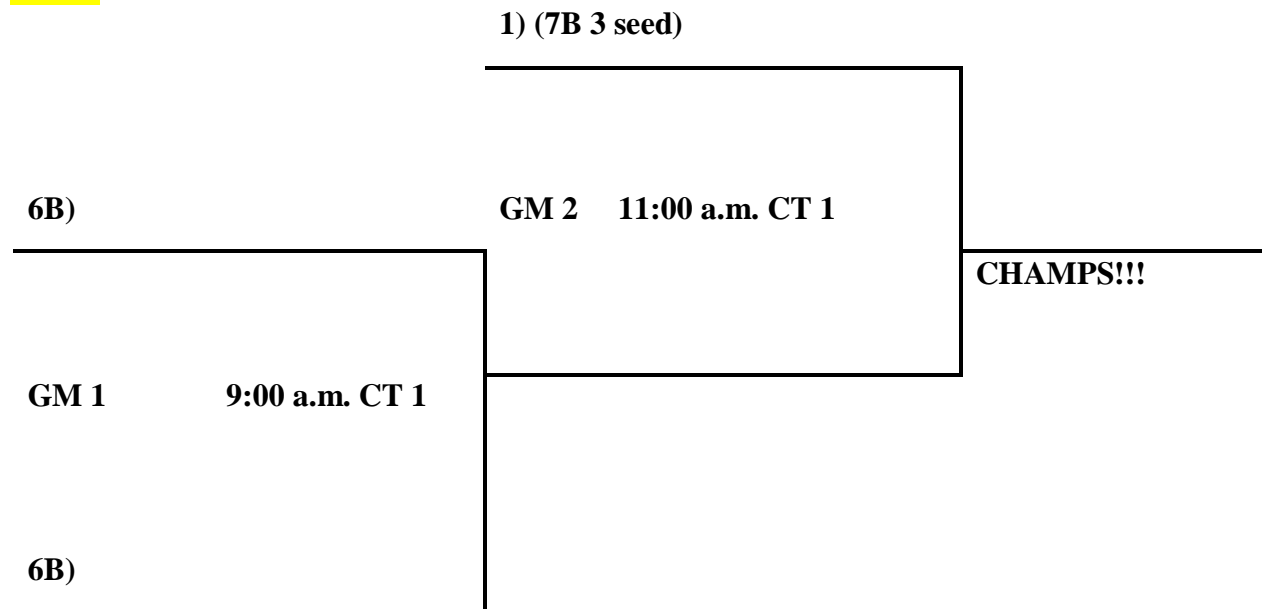 1) (7B 3 seed)
6B)
GM 2 11:00 a.m. CT 1
CHAMPS!!!
GM 1 9:00 a.m. CT 1
6B)